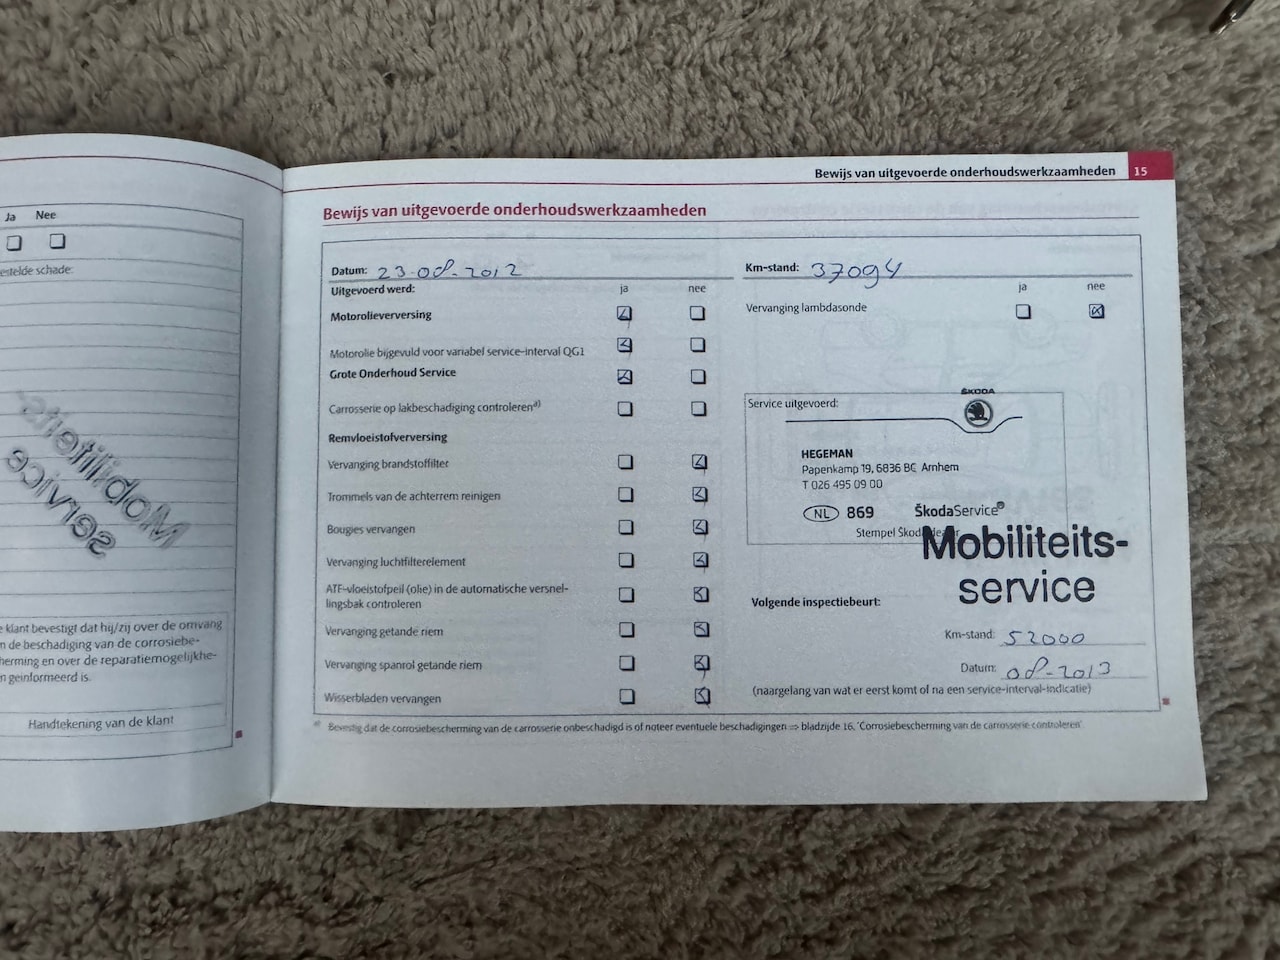 Ja Nee
estelde schade:
Mobiliteits-
service
e klant bevestigt dat hij/zij over de omvang
n de beschadiging van de corrosiebe-
herming en over de reparatiemogelijkhe-
n geinformeerd is.
Handtekening van de klant
Bewijs van uitgevoerde onderhoudswerkzaamheden 15
Bewijs van uitgevoerde onderhoudswerkzaamheden
Datum: 23-08-2012
Uitgevoerd werd: ja nee
Motorolieverversing
Motorolie bijgevuld voor variabel service-interval QG1
Grote Onderhoud Service
Carrosserie op lakbeschadiging controleren a)
Remvloeistofverversing
Vervanging brandstoffilter
Trommels van de achterrem reinigen
Bougies vervangen
Vervanging luchtfilterelement
ATF-vloeistofpeil (olie) in de automatische versnel-
lingsbak controleren
Vervanging getande riem
Vervanging spanrol getande riem
Wisserbladen vervangen
Km-stand: 37094
ja nee
Vervanging lambdasonde
ŠKODA
Service uitgevoerd:
HEGEMAN
Papenkamp 19, 6836 BC Arnhem
T 026 495 09 00
NL 869 ŠkodaService®
Stempel Škoda
Mobiliteits-
service
Volgende inspectiebeurt:
Km-stand: 52000
Datum: 08-2013
(naargelang van wat er eerst komt of na een service-interval-indicatie)
a) Bevestig dat de corrosiebescherming van de carrosserie onbeschadigd is of noteer eventuele beschadigingen ⇒ bladzijde 16, 'Corrosiebescherming van de carrosserie controleren'